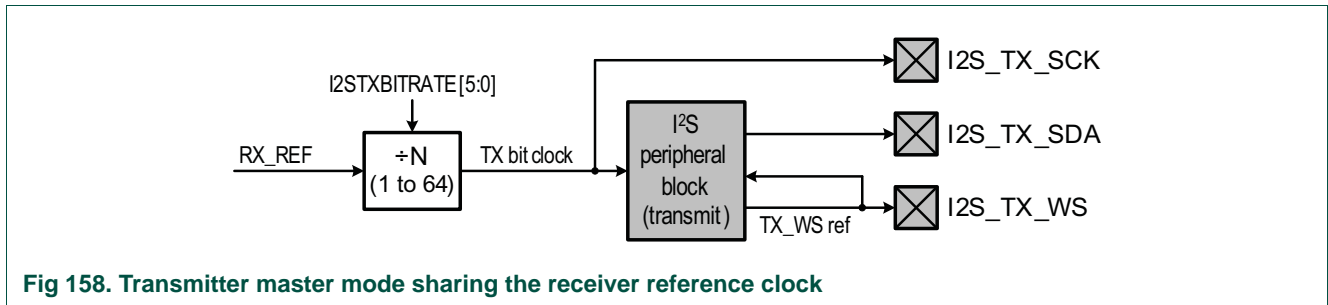 I2STXBITRATE[5:0]
RX_REF
÷N
(1 to 64)
TX bit clock
I²S
peripheral
block
(transmit)
TX_WS ref
I2S_TX_SCK
I2S_TX_SDA
I2S_TX_WS
Fig 158. Transmitter master mode sharing the receiver reference clock